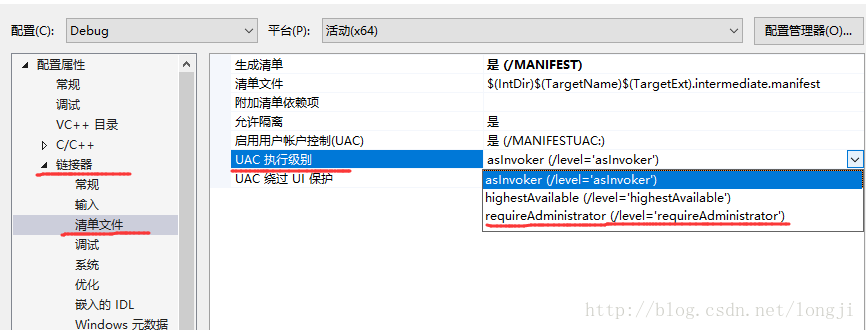 配置(C): Debug 平台(P): 活动(x64) 配置管理器(O)...
配置属性
常规
调试
VC++ 目录
C/C++
链接器
常规
输入
清单文件
调试
系统
优化
嵌入的 IDL
Windows 元数据
生成清单 是 (/MANIFEST)
清单文件 $(IntDir)$(TargetName)$(TargetExt).intermediate.manifest
附加清单依赖项
允许隔离 是
启用用户帐户控制(UAC) 是 (/MANIFESTUAC:)
UAC 执行级别 asInvoker (/level='asInvoker')
UAC 绕过 UI 保护
asInvoker (/level='asInvoker')
highestAvailable (/level='highestAvailable')
requireAdministrator (/level='requireAdministrator')
http://blog.csdn.net/longji